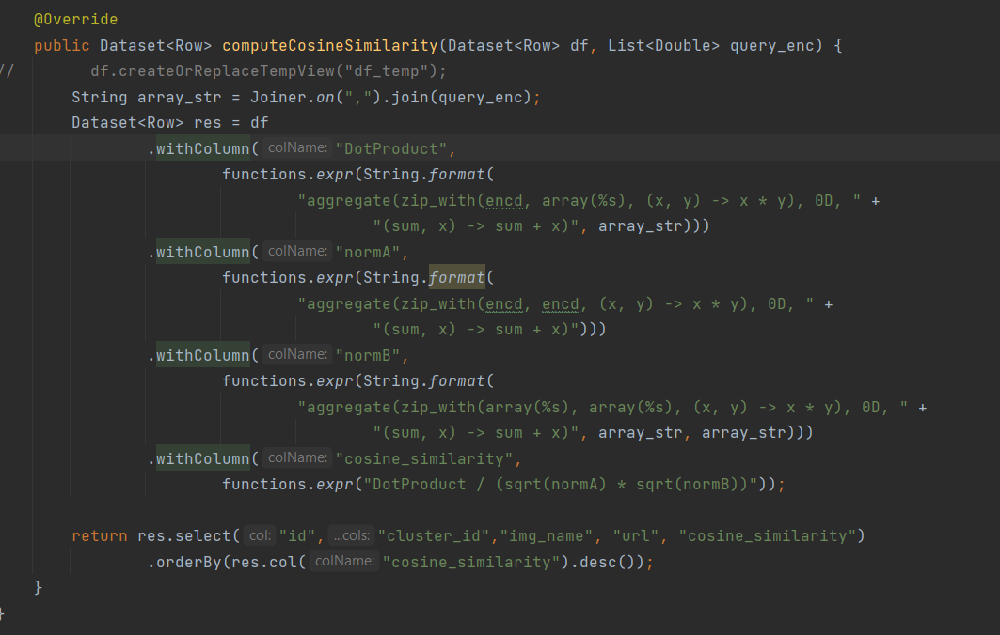 @Override
public Dataset<Row> computeCosineSimilarity(Dataset<Row> df, List<Double> query_enc) {
//        df.createOrReplaceTempView("df_temp");
    String array_str = Joiner.on(",").join(query_enc);
    Dataset<Row> res = df
            .withColumn( colName: "DotProduct",
                    functions.expr(String.format(
                            "aggregate(zip_with(encd, array(%s), (x, y) -> x * y), 0D, " +
                                    "(sum, x) -> sum + x)", array_str)))
            .withColumn( colName: "normA",
                    functions.expr(String.format(
                            "aggregate(zip_with(encd, encd, (x, y) -> x * y), 0D, " +
                                    "(sum, x) -> sum + x)")))
            .withColumn( colName: "normB",
                    functions.expr(String.format(
                            "aggregate(zip_with(array(%s), array(%s), (x, y) -> x * y), 0D, " +
                                    "(sum, x) -> sum + x)", array_str, array_str)))
            .withColumn( colName: "cosine_similarity",
                    functions.expr("DotProduct / (sqrt(normA) * sqrt(normB))"));
    return res.select( col: "id", ...cols: "cluster_id","img_name", "url", "cosine_similarity")
            .orderBy(res.col( colName: "cosine_similarity").desc());
}
}